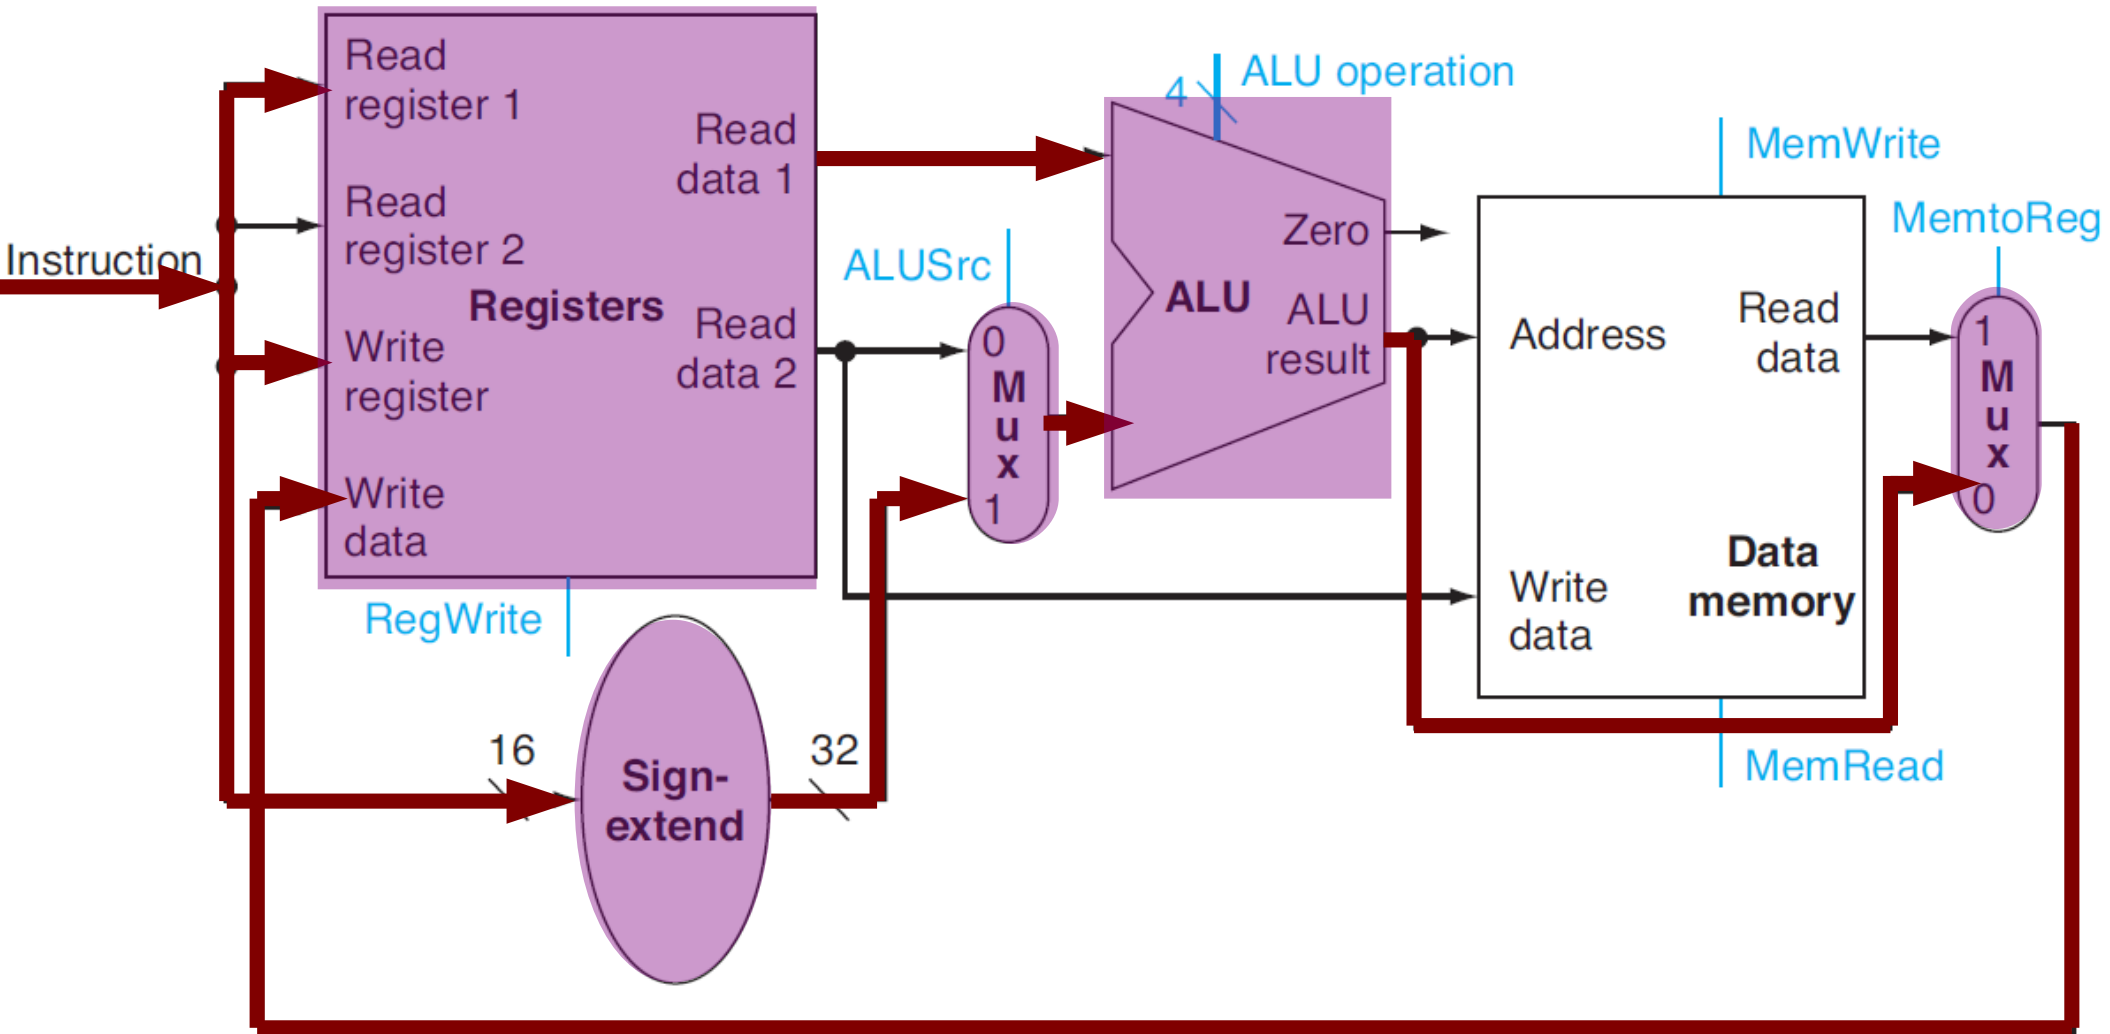 Instruction
Read
register 1
Read
register 2
Write
register
Write
data
Registers
Read
data 1
Read
data 2
RegWrite
16
Sign-
extend
32
ALUSrc
0
M
u
x
1
4
ALU operation
Zero
ALU
ALU
result
MemWrite
Address
Read
data
Write
data
Data
memory
MemRead
MemtoReg
1
M
u
x
0